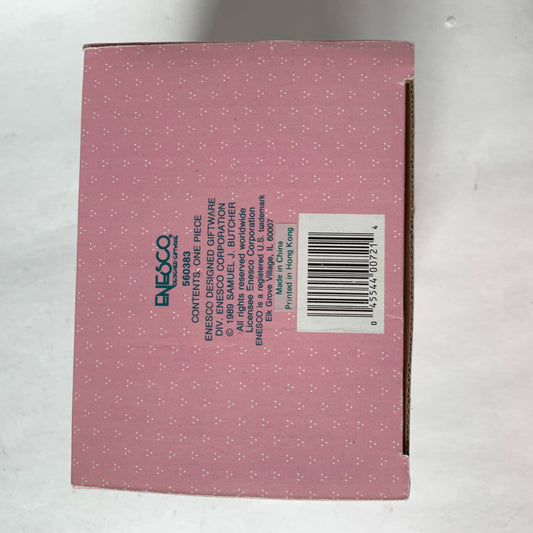 ENESCO
DESIGNED GIFTWARE
560383
CONTENTS: ONE PIECE
ENESCO DESIGNED GIFTWARE
DIV. ENESCO CORPORATION
© 1989 SAMUEL J. BUTCHER
All rights reserved worldwide
Licensee Enesco Corporation
ENESCO is a registered U.S. trademark
Elk Grove Village, IL 60007
Made in China
Printed in Hong Kong
0 45544 00721 4